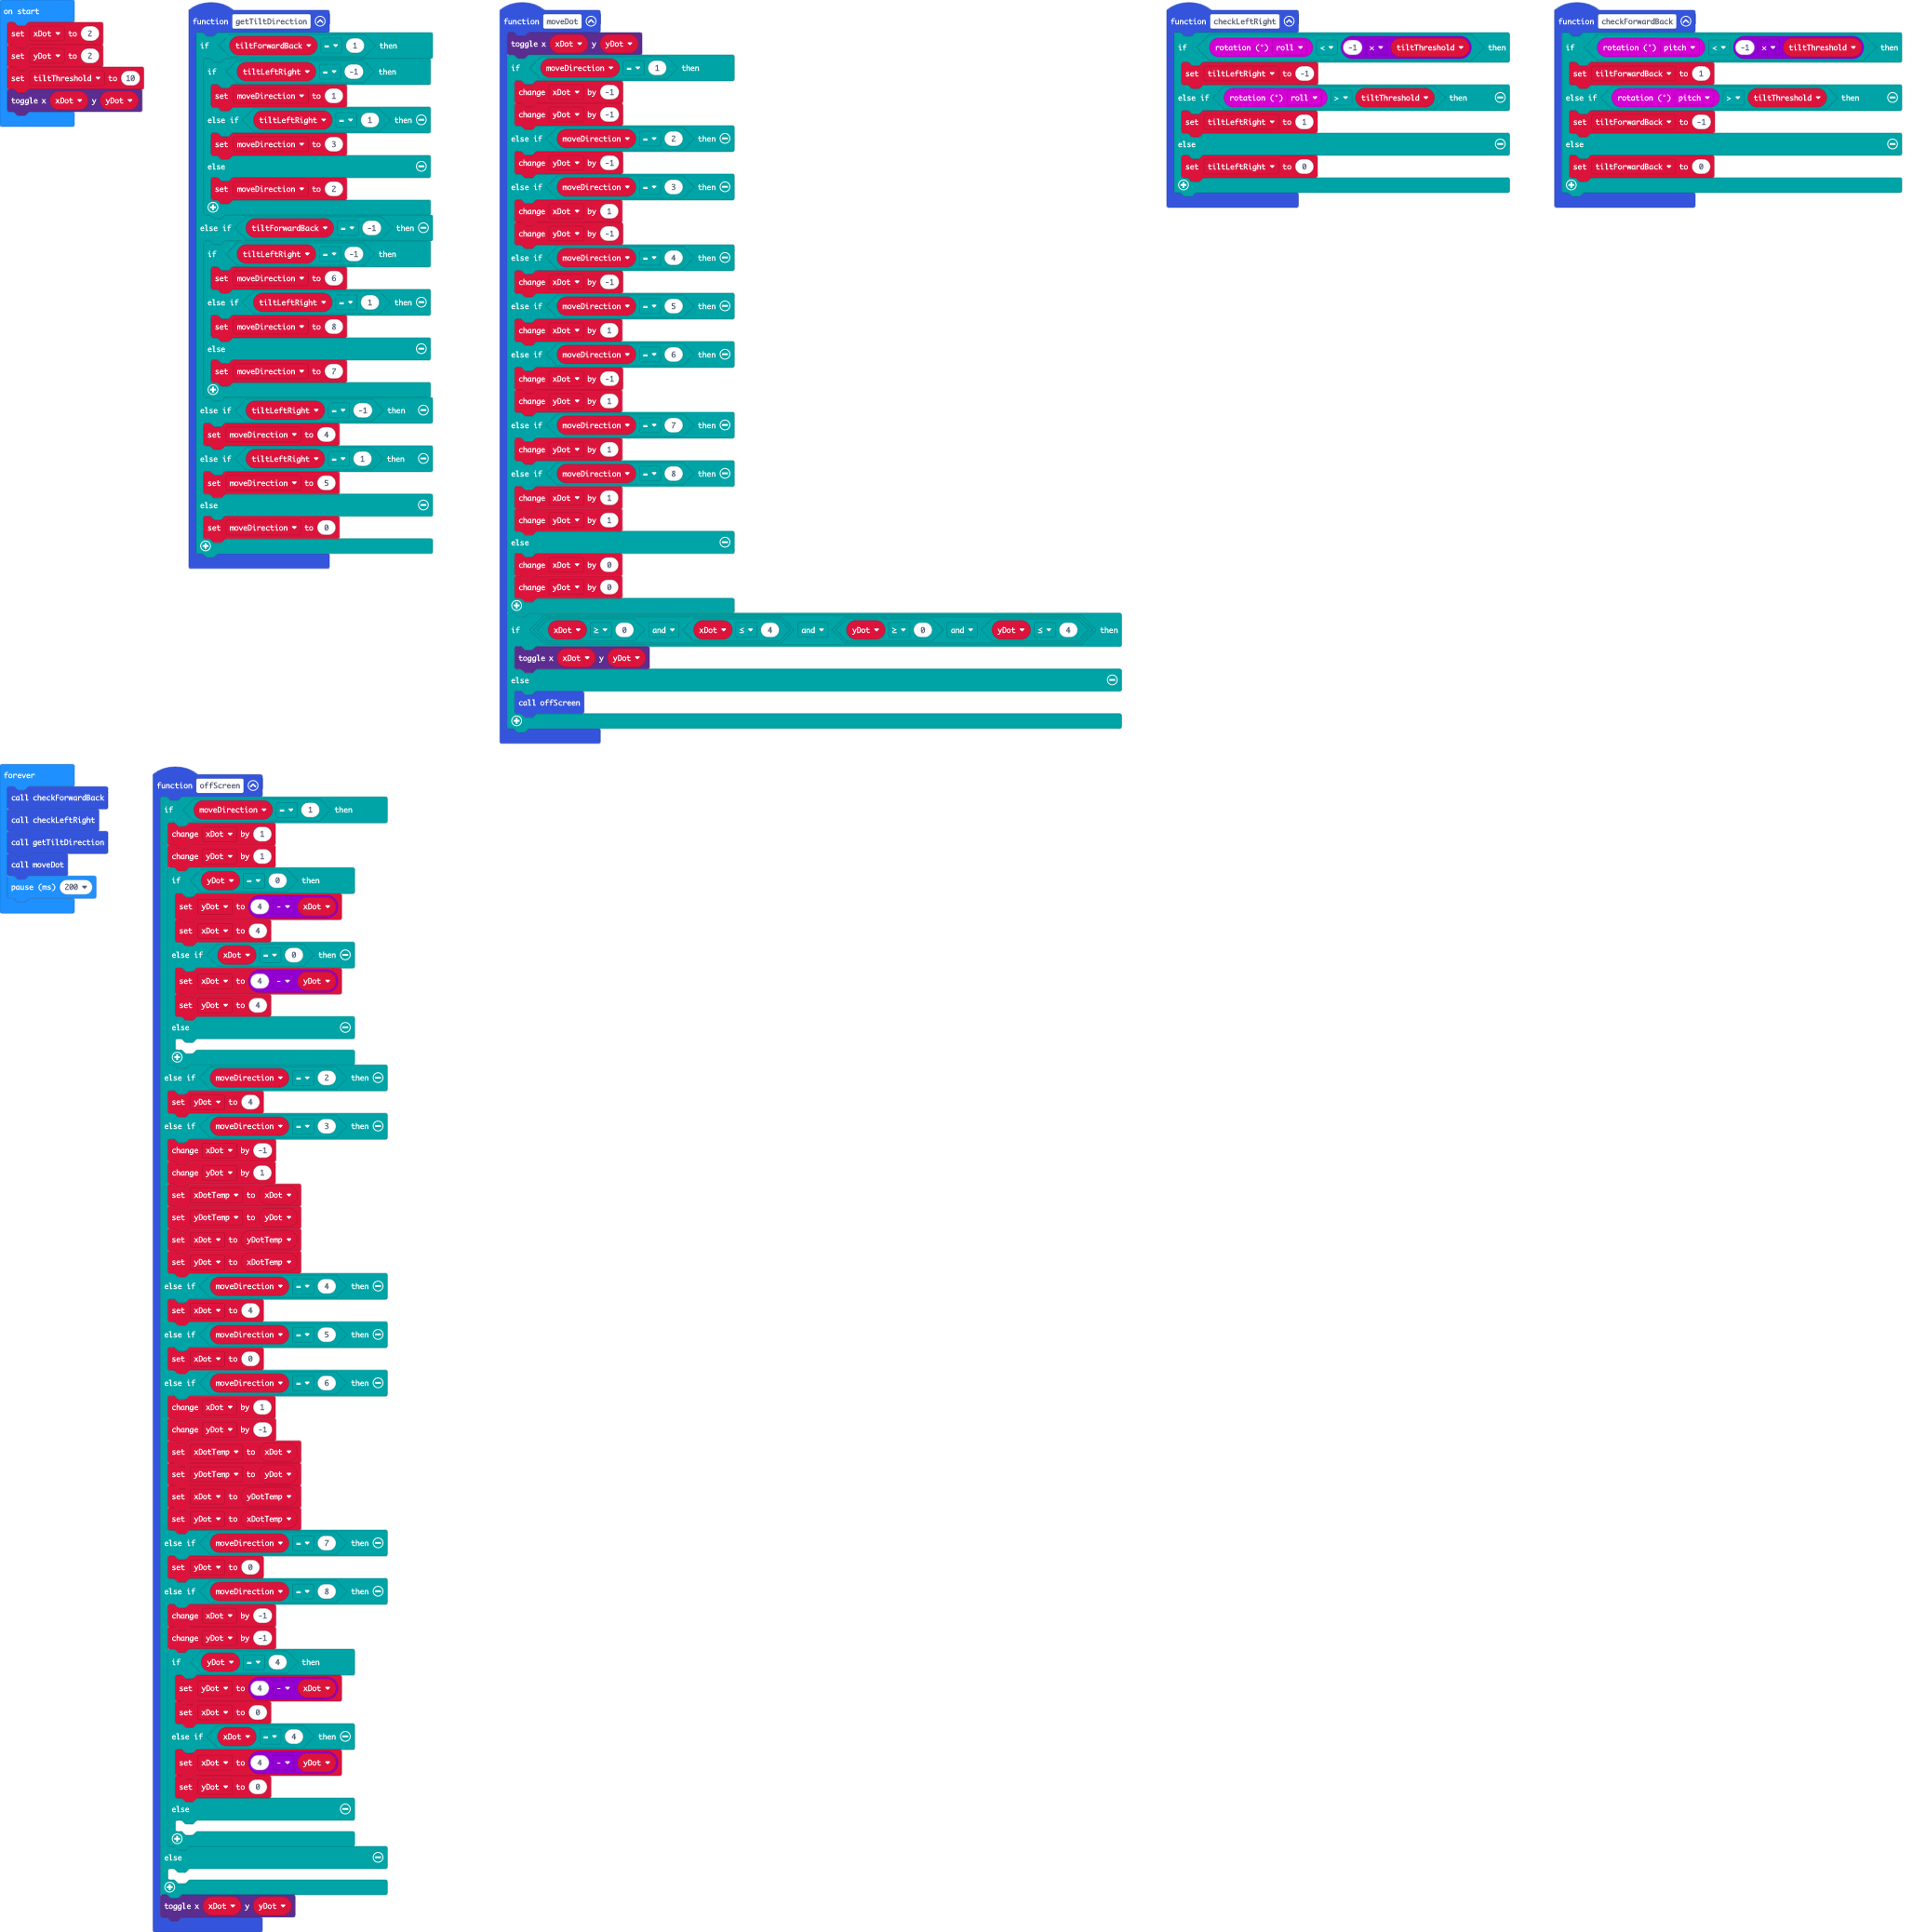 on start
set xDot to 2
set yDot to 2
set tiltThreshold to 10
toggle x xDot y yDot
function getTiltDirection
if tiltForwardBack = 1 then
if tiltLeftRight = -1 then
set moveDirection to 1
else if tiltLeftRight = 1 then
set moveDirection to 3
else
set moveDirection to 2
else if tiltForwardBack = -1 then
if tiltLeftRight = -1 then
set moveDirection to 6
else if tiltLeftRight = 1 then
set moveDirection to 8
else
set moveDirection to 7
else if tiltLeftRight = -1 then
set moveDirection to 4
else if tiltLeftRight = 1 then
set moveDirection to 5
else
set moveDirection to 0
function moveDot
toggle x xDot y yDot
if moveDirection = 1 then
change xDot by -1
change yDot by -1
else if moveDirection = 2 then
change yDot by -1
else if moveDirection = 3 then
change xDot by 1
change yDot by -1
else if moveDirection = 4 then
change xDot by -1
else if moveDirection = 5 then
change xDot by 1
else if moveDirection = 6 then
change xDot by -1
change yDot by 1
else if moveDirection = 7 then
change yDot by 1
else if moveDirection = 8 then
change xDot by 1
change yDot by 1
else
change xDot by 0
change yDot by 0
if xDot ≥ 0 and xDot ≤ 4 and yDot ≥ 0 and yDot ≤ 4 then
toggle x xDot y yDot
else
call offScreen
function checkLeftRight
if rotation (°) roll < -1 × tiltThreshold then
set tiltLeftRight to -1
else if rotation (°) roll > tiltThreshold then
set tiltLeftRight to 1
else
set tiltLeftRight to 0
function checkForwardBack
if rotation (°) pitch < -1 × tiltThreshold then
set tiltForwardBack to 1
else if rotation (°) pitch > tiltThreshold then
set tiltForwardBack to -1
else
set tiltForwardBack to 0
forever
call checkForwardBack
call checkLeftRight
call getTiltDirection
call moveDot
pause (ms) 200
function offScreen
if moveDirection = 1 then
change xDot by 1
change yDot by 1
if yDot = 0 then
set yDot to 4 - xDot
set xDot to 4
else if xDot = 0 then
set xDot to 4 - yDot
set yDot to 4
else
else if moveDirection = 2 then
set yDot to 4
else if moveDirection = 3 then
change xDot by -1
change yDot by 1
set xDotTemp to xDot
set yDotTemp to yDot
set xDot to yDotTemp
set yDot to xDotTemp
else if moveDirection = 4 then
set xDot to 4
else if moveDirection = 5 then
set xDot to 0
else if moveDirection = 6 then
change xDot by 1
change yDot by -1
set xDotTemp to xDot
set yDotTemp to yDot
set xDot to yDotTemp
set yDot to xDotTemp
else if moveDirection = 7 then
set yDot to 0
else if moveDirection = 8 then
change xDot by -1
change yDot by -1
if yDot = 4 then
set yDot to 4 - xDot
set xDot to 0
else if xDot = 4 then
set xDot to 4 - yDot
set yDot to 0
else
else
toggle x xDot y yDot